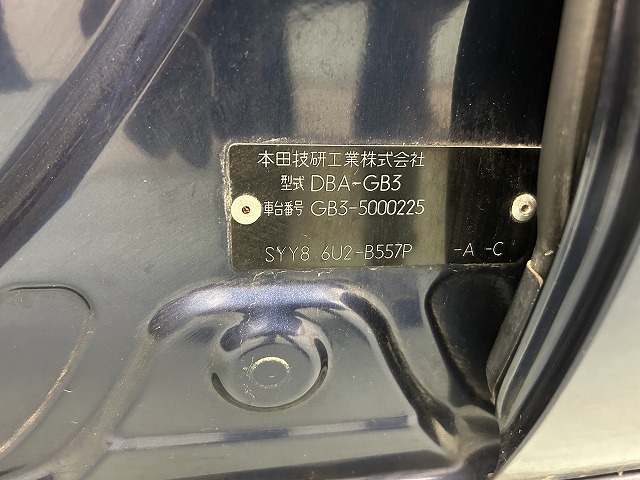 本田技研工業株式会社
型式 DBA-GB3
車台番号 GB3-5000225
SYY8 6U2-B557P -A -C